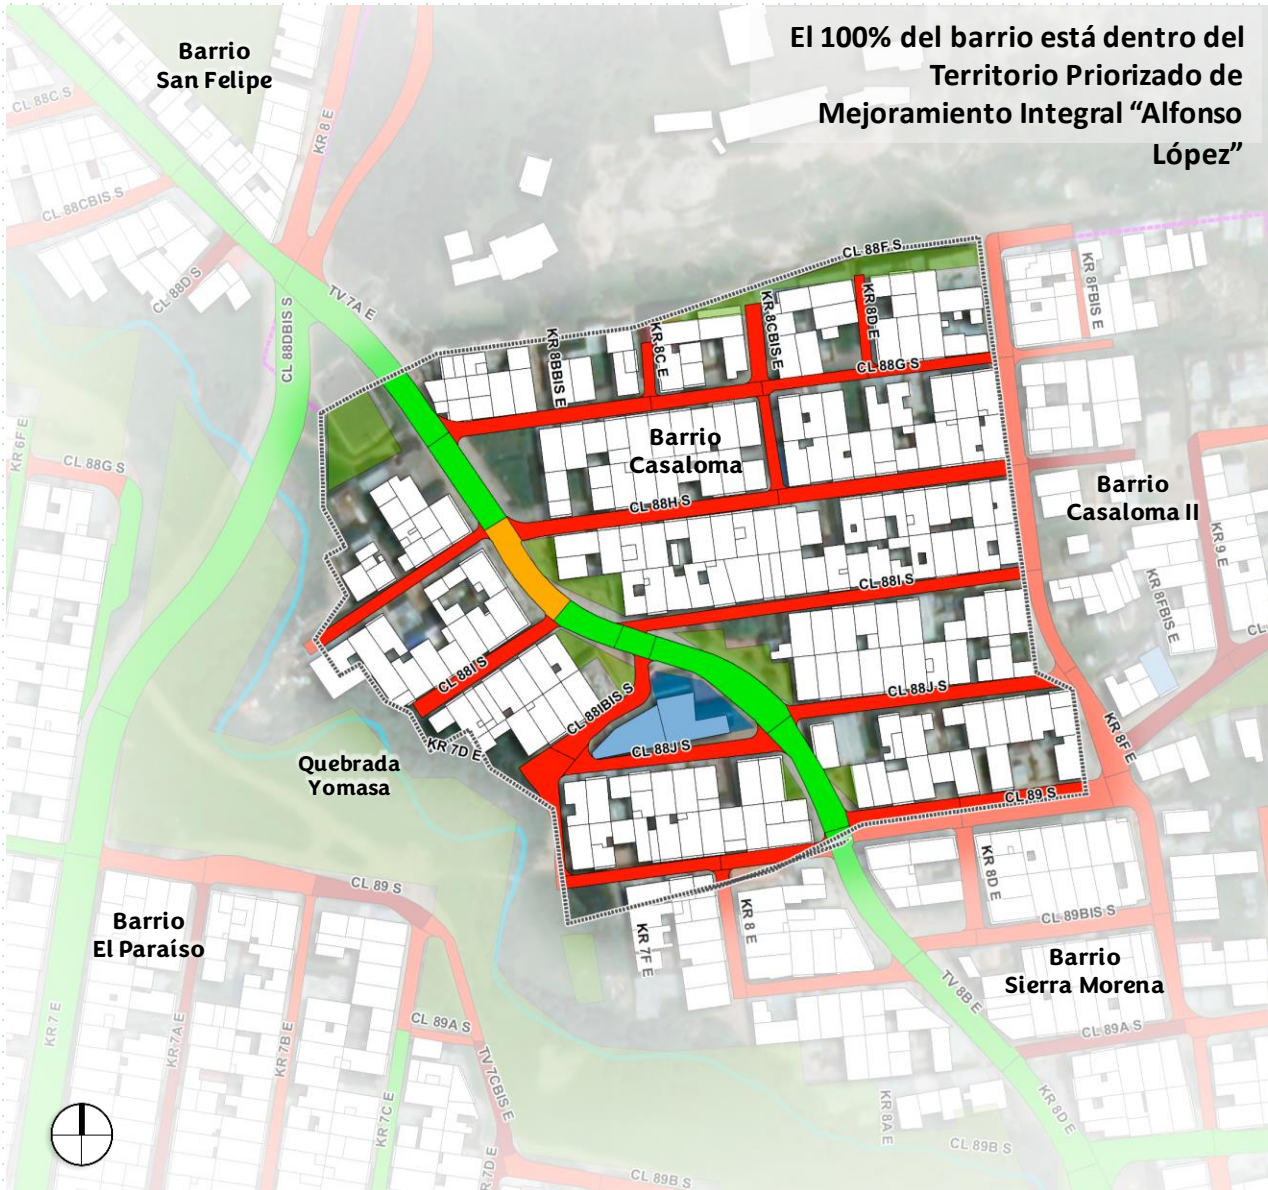 El 100% del barrio está dentro del
Territorio Priorizado de
Mejoramiento Integral “Alfonso
López”
Barrio
San Felipe
CL 88C S
KR 8 E
CL 88CBIS S
CL 88D S
CL 88DBIS S
TV 7A E
CL 88F S
KR 8FBIS E
KR 8BBIS E
KR 8C E
KR 8CBIS E
KR 8D E
CL 88G S
Barrio
Casaloma
KR 6F E
CL 88G S
CL 88H S
Barrio
Casaloma II
KR 9 E
KR 8FBIS E
CL
CL 88I S
CL 88I S
CL 88IBIS S
CL 88J S
KR 7D E
CL 88J S
KR 8F E
Quebrada
Yomasa
CL 89 S
KR 8D E
CL 89 S
Barrio
El Paraíso
KR 7F E
KR 8 E
CL 89BIS S
Barrio
Sierra Morena
TV 8B E
KR 7 E
KR 7A E
KR 7B E
CL 89A S
CL 89A S
TV 7CBIS E
KR 7C E
KR 8A E
KR 8D E
CL 89B S
KR 7D E
CL 89B S